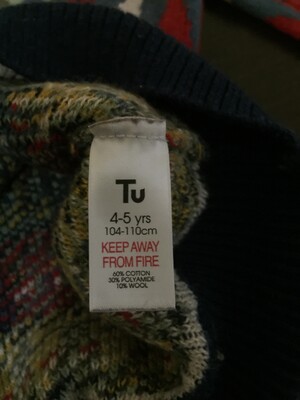 Tu
4-5 yrs
104-110cm
KEEP AWAY
FROM FIRE
60% COTTON
30% POLYAMIDE
10% WOOL